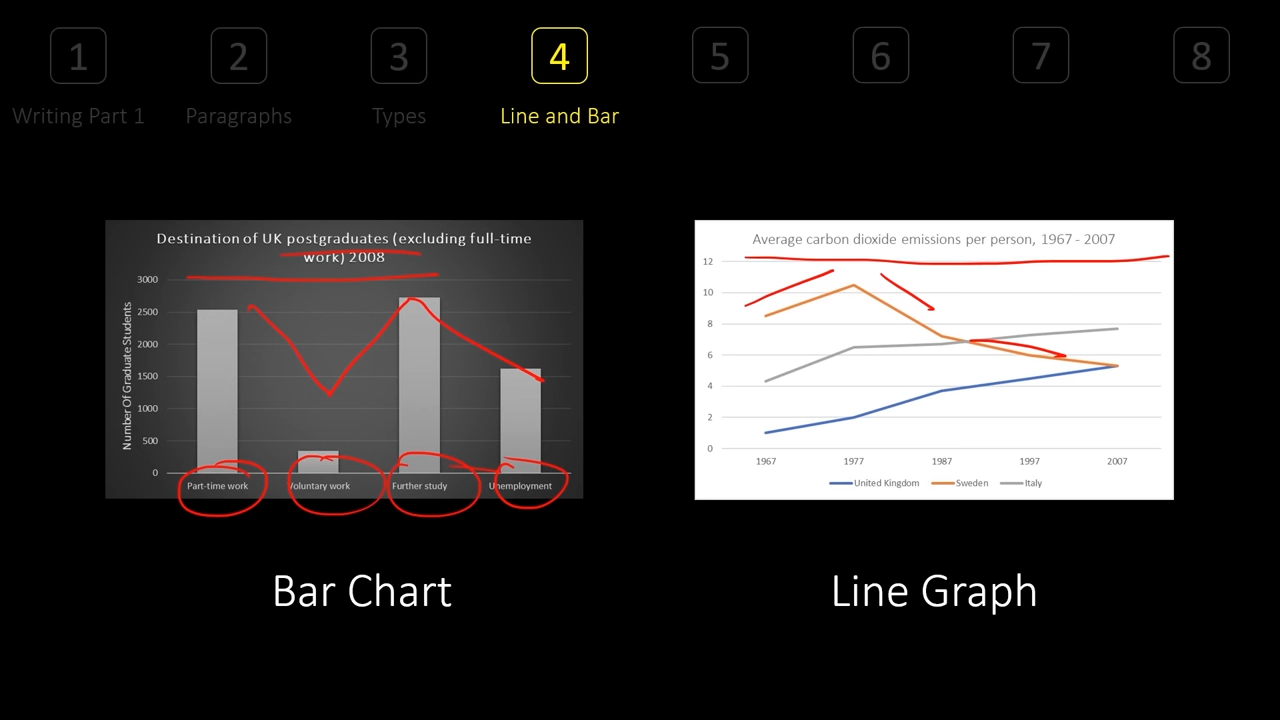 1 2 3 4 5 6 7 8
Writing Part 1 Paragraphs Types Line and Bar
Destination of UK postgraduates (excluding full-time
work) 2008
Number Of Graduate Students
3000
2500
2000
1500
1000
500
0
Part-time work Voluntary work Further study Unemployment
Average carbon dioxide emissions per person, 1967 - 2007
12
10
8
6
4
2
0
1967 1977 1987 1997 2007
United Kingdom Sweden Italy
Bar Chart
Line Graph